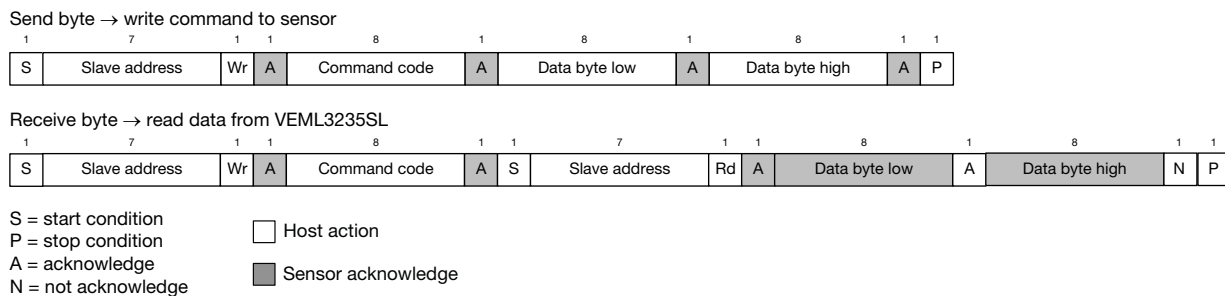 Send byte → write command to sensor
1 7 1 1 8 1 8 1 8 1 1
S Slave address Wr A Command code A Data byte low A Data byte high A P
Receive byte → read data from VEML3235SL
1 7 1 1 8 1 1 7 1 1 8 1 8 1 1
S Slave address Wr A Command code A S Slave address Rd A Data byte low A Data byte high N P
S = start condition
P = stop condition
A = acknowledge
N = not acknowledge
Host action
Sensor acknowledge